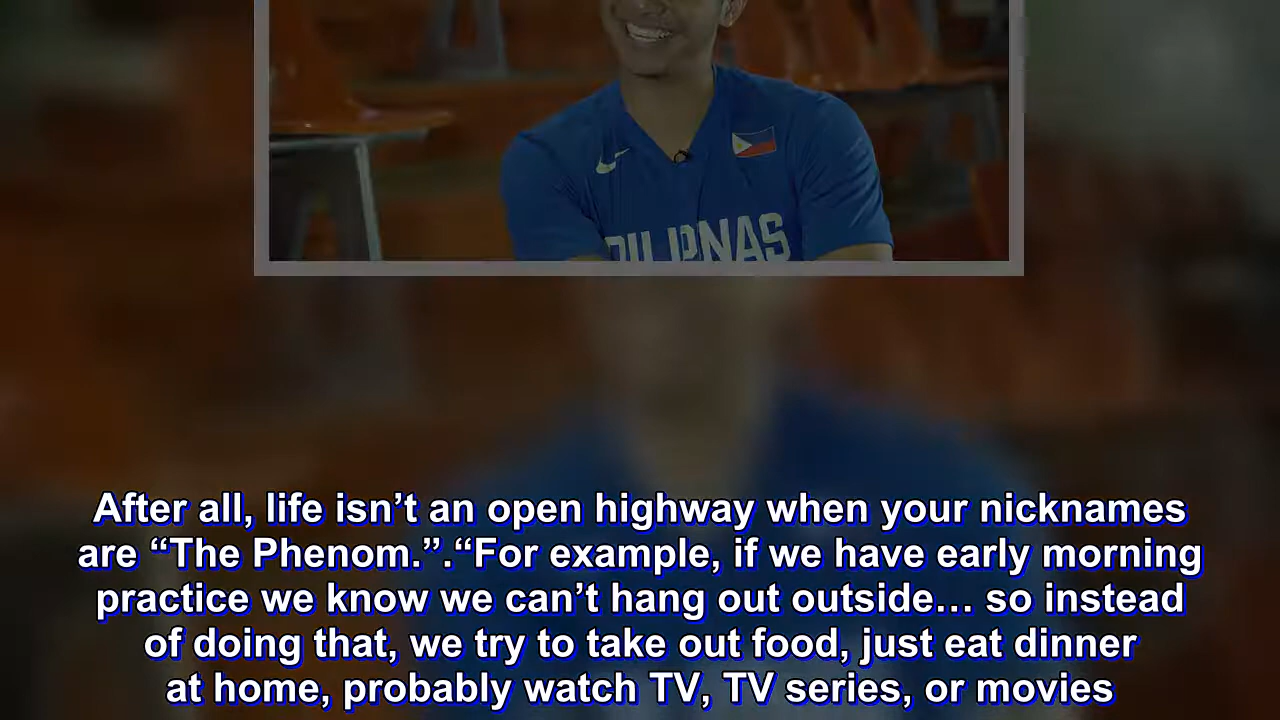 PILIPINAS
After all, life isn’t an open highway when your nicknames
are “The Phenom.”.“For example, if we have early morning
practice we know we can’t hang out outside… so instead
of doing that, we try to take out food, just eat dinner
at home, probably watch TV, TV series, or movies